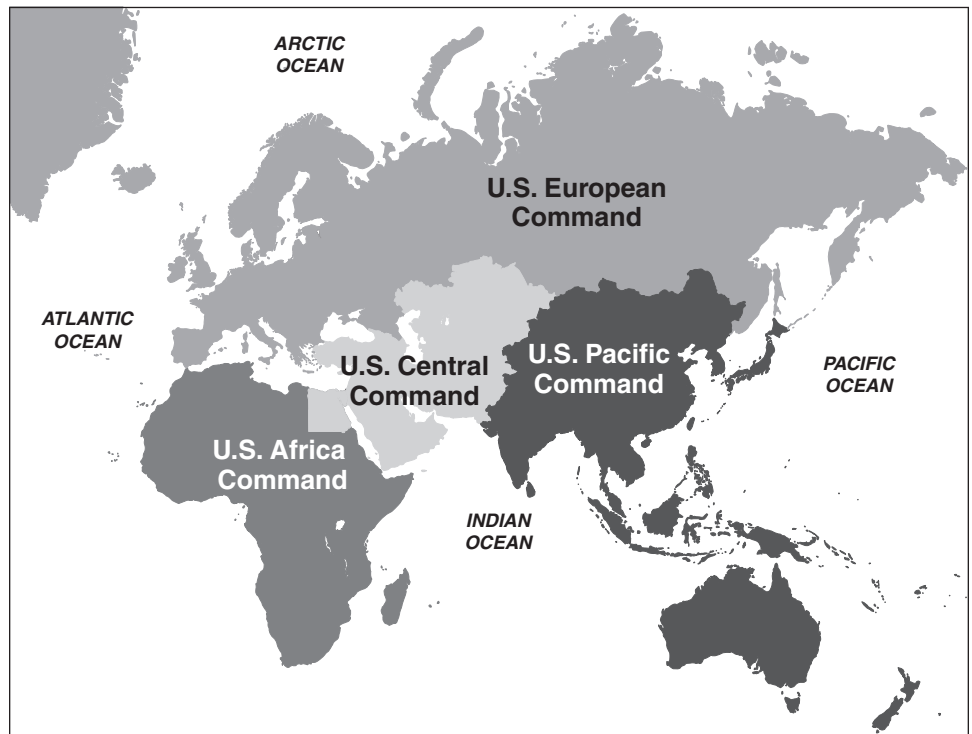 ARCTIC
OCEAN
U.S. European
Command
ATLANTIC
OCEAN
U.S. Central
Command
U.S. Pacific
Command
PACIFIC
OCEAN
U.S. Africa
Command
INDIAN
OCEAN